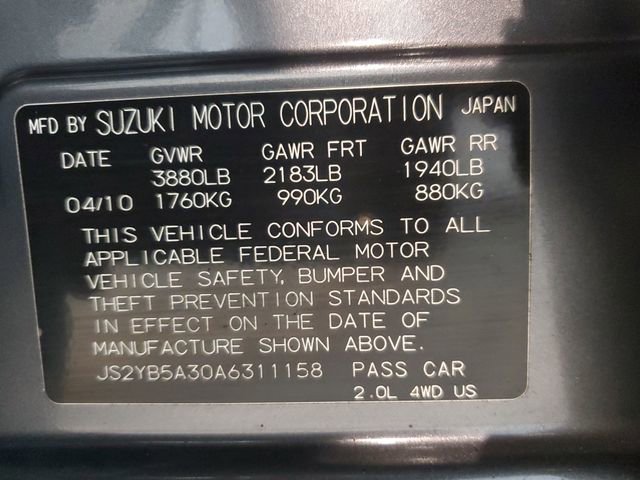 MFD BY SUZUKI MOTOR CORPORATION JAPAN
DATE GVWR GAWR FRT GAWR RR
3880LB 2183LB 1940LB
04/10 1760KG 990KG 880KG
THIS VEHICLE CONFORMS TO ALL
APPLICABLE FEDERAL MOTOR
VEHICLE SAFETY, BUMPER AND
THEFT PREVENTION STANDARDS
IN EFFECT ON THE DATE OF
MANUFACTURE SHOWN ABOVE.
JS2YB5A30A6311158 PASS CAR
2.0L 4WD US